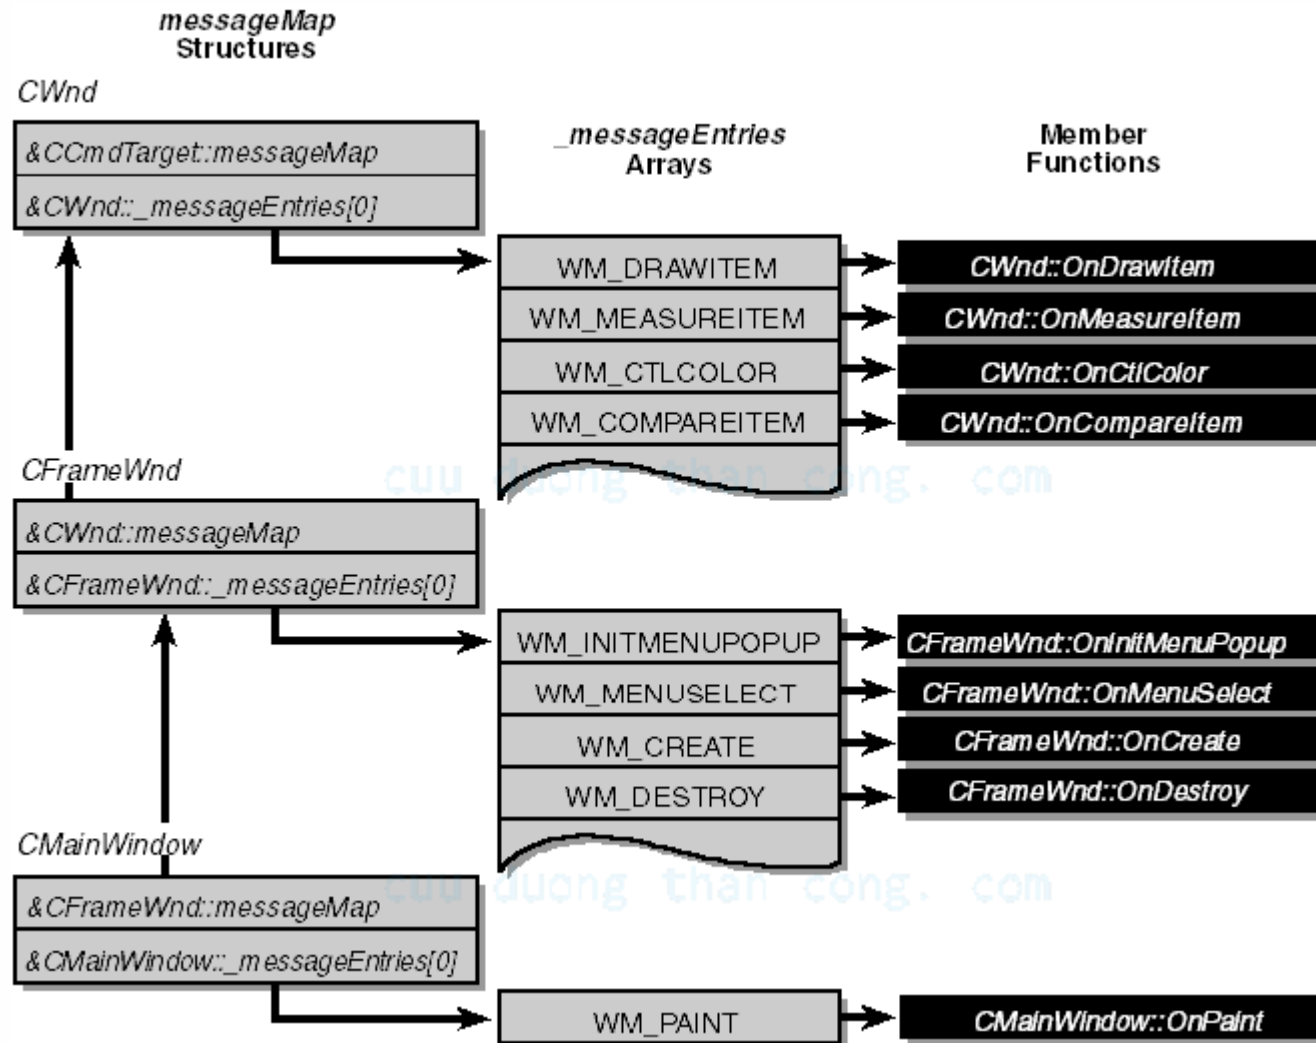 messageMap
Structures
CWnd
&CCmdTarget::messageMap
&CWnd::_messageEntries[0]
_messageEntries
Arrays
Member
Functions
WM_DRAWITEM
CWnd::OnDrawItem
WM_MEASUREITEM
CWnd::OnMeasureItem
WM_CTLCOLOR
CWnd::OnCtlColor
WM_COMPAREITEM
CWnd::OnCompareItem
cuu duong than cong. com
CFrameWnd
&CWnd::messageMap
&CFrameWnd::_messageEntries[0]
WM_INITMENUPOPUP
CFrameWnd::OnInitMenuPopup
WM_MENUSELECT
CFrameWnd::OnMenuSelect
WM_CREATE
CFrameWnd::OnCreate
WM_DESTROY
CFrameWnd::OnDestroy
CMainWindow
cuu duong than cong. com
&CFrameWnd::messageMap
&CMainWindow::_messageEntries[0]
WM_PAINT
CMainWindow::OnPaint